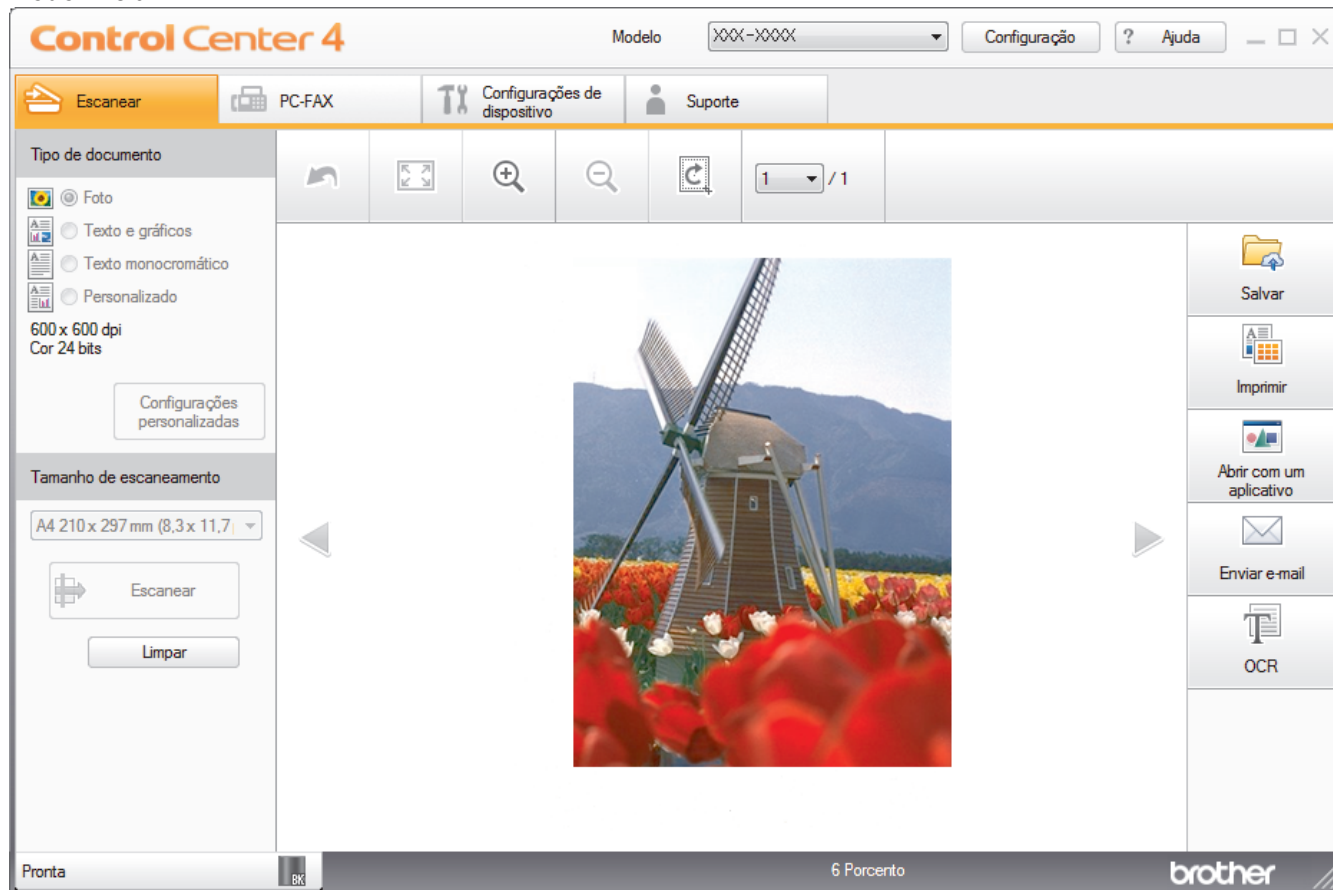 Control Center 4
Modelo
XXX-XXXX
Configuração
? Ajuda
Escanear
PC-FAX
Configurações de
dispositivo
Suporte
Tipo de documento
Foto
Texto e gráficos
Texto monocromático
Personalizado
600 x 600 dpi
Cor 24 bits
Configurações
personalizadas
Tamanho de escaneamento
A4 210 x 297 mm (8,3 x 11,7
Escanear
Limpar
1 / 1
Salvar
Imprimir
Abrir com um
aplicativo
Enviar e-mail
OCR
Pronta
BK
6 Porcento
brother